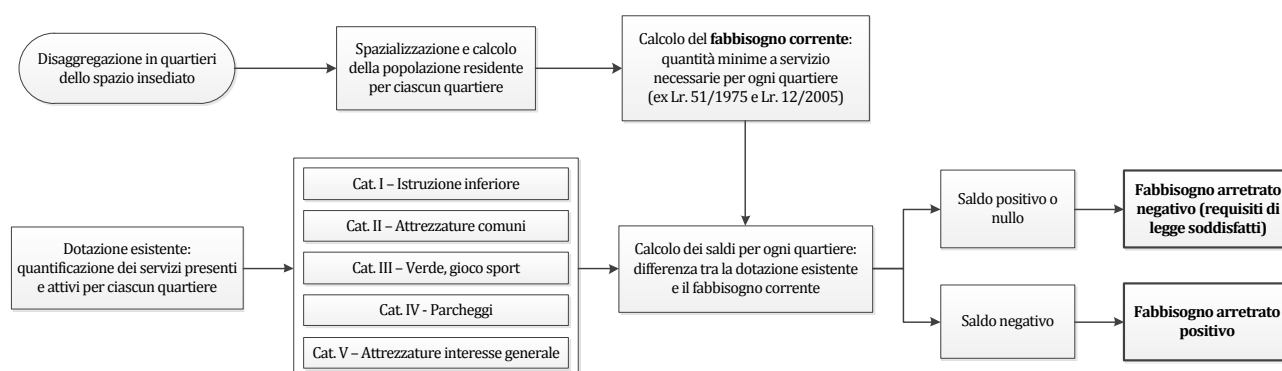 Disaggregazione in quartieri
dello spazio insediato
Spazializzazione e calcolo
della popolazione residente
per ciascun quartiere
Calcolo del fabbisogno corrente:
quantità minime a servizio
necessarie per ogni quartiere
(ex Lr. 51/1975 e Lr. 12/2005)
Dotazione esistente:
quantificazione dei servizi presenti
e attivi per ciascun quartiere
Cat. I – Istruzione inferiore
Cat. II – Attrezzature comuni
Cat. III – Verde, gioco sport
Cat. IV - Parcheggi
Cat. V – Attrezzature interesse generale
Calcolo dei saldi per ogni quartiere:
differenza tra la dotazione esistente
e il fabbisogno corrente
Saldo positivo o
nullo
Fabbisogno arretrato
negativo (requisiti di
legge soddisfatti)
Saldo negativo
Fabbisogno arretrato
positivo